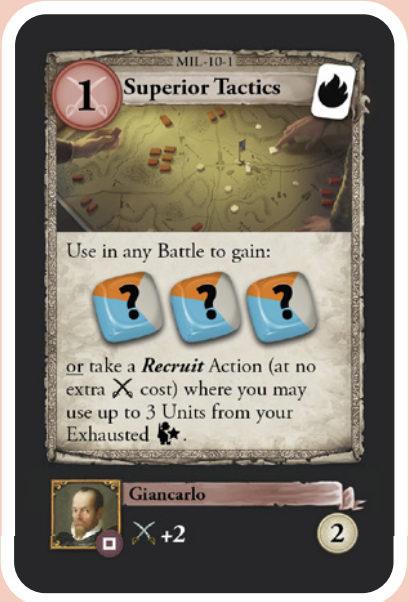 MIL-10-1
1 Superior Tactics
Use in any Battle to gain:
? ? ?
or take a Recruit Action (at no
extra cost) where you may
use up to 3 Units from your
Exhausted .
Giancarlo
+2
2